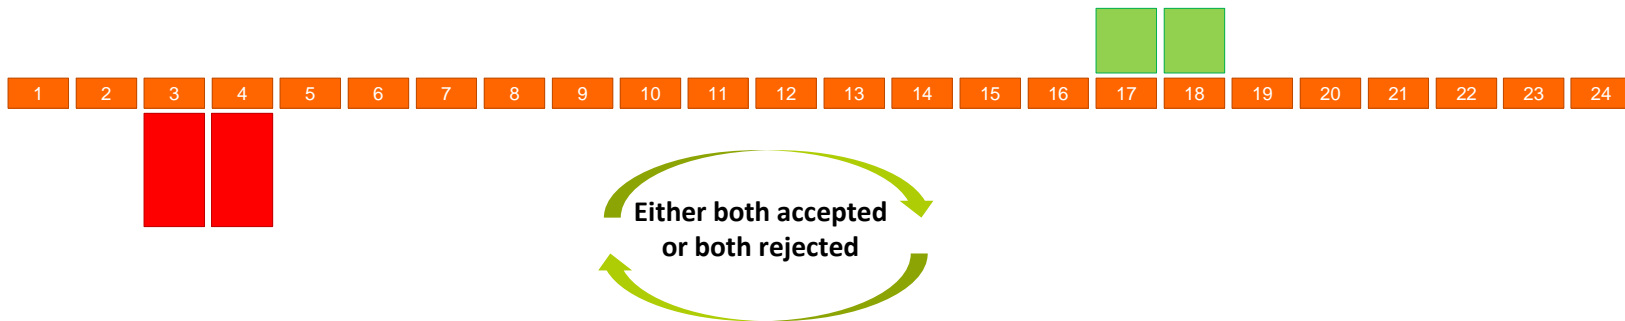 1 2 3 4 5 6 7 8 9 10 11 12 13 14 15 16 17 18 19 20 21 22 23 24
Either both accepted
or both rejected